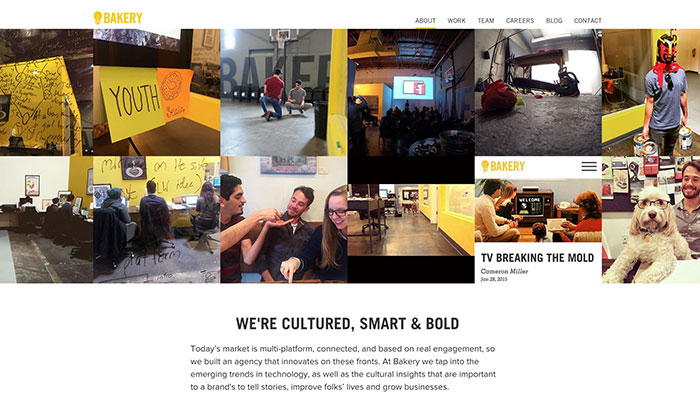 BAKERY
ABOUT WORK TEAM CAREERS BLOG CONTACT
YOUTH
BAKERY
BAKERY
WELCOME
TV BREAKING THE MOLD
Cameron Miller
Jan 28, 2015
WE'RE CULTURED, SMART & BOLD
Today's market is multi-platform, connected, and based on real engagement, so
we built an agency that innovates on these fronts. At Bakery we tap into the
emerging trends in technology, as well as the cultural insights that are important
to a brand's to tell stories, improve folks' lives and grow businesses.